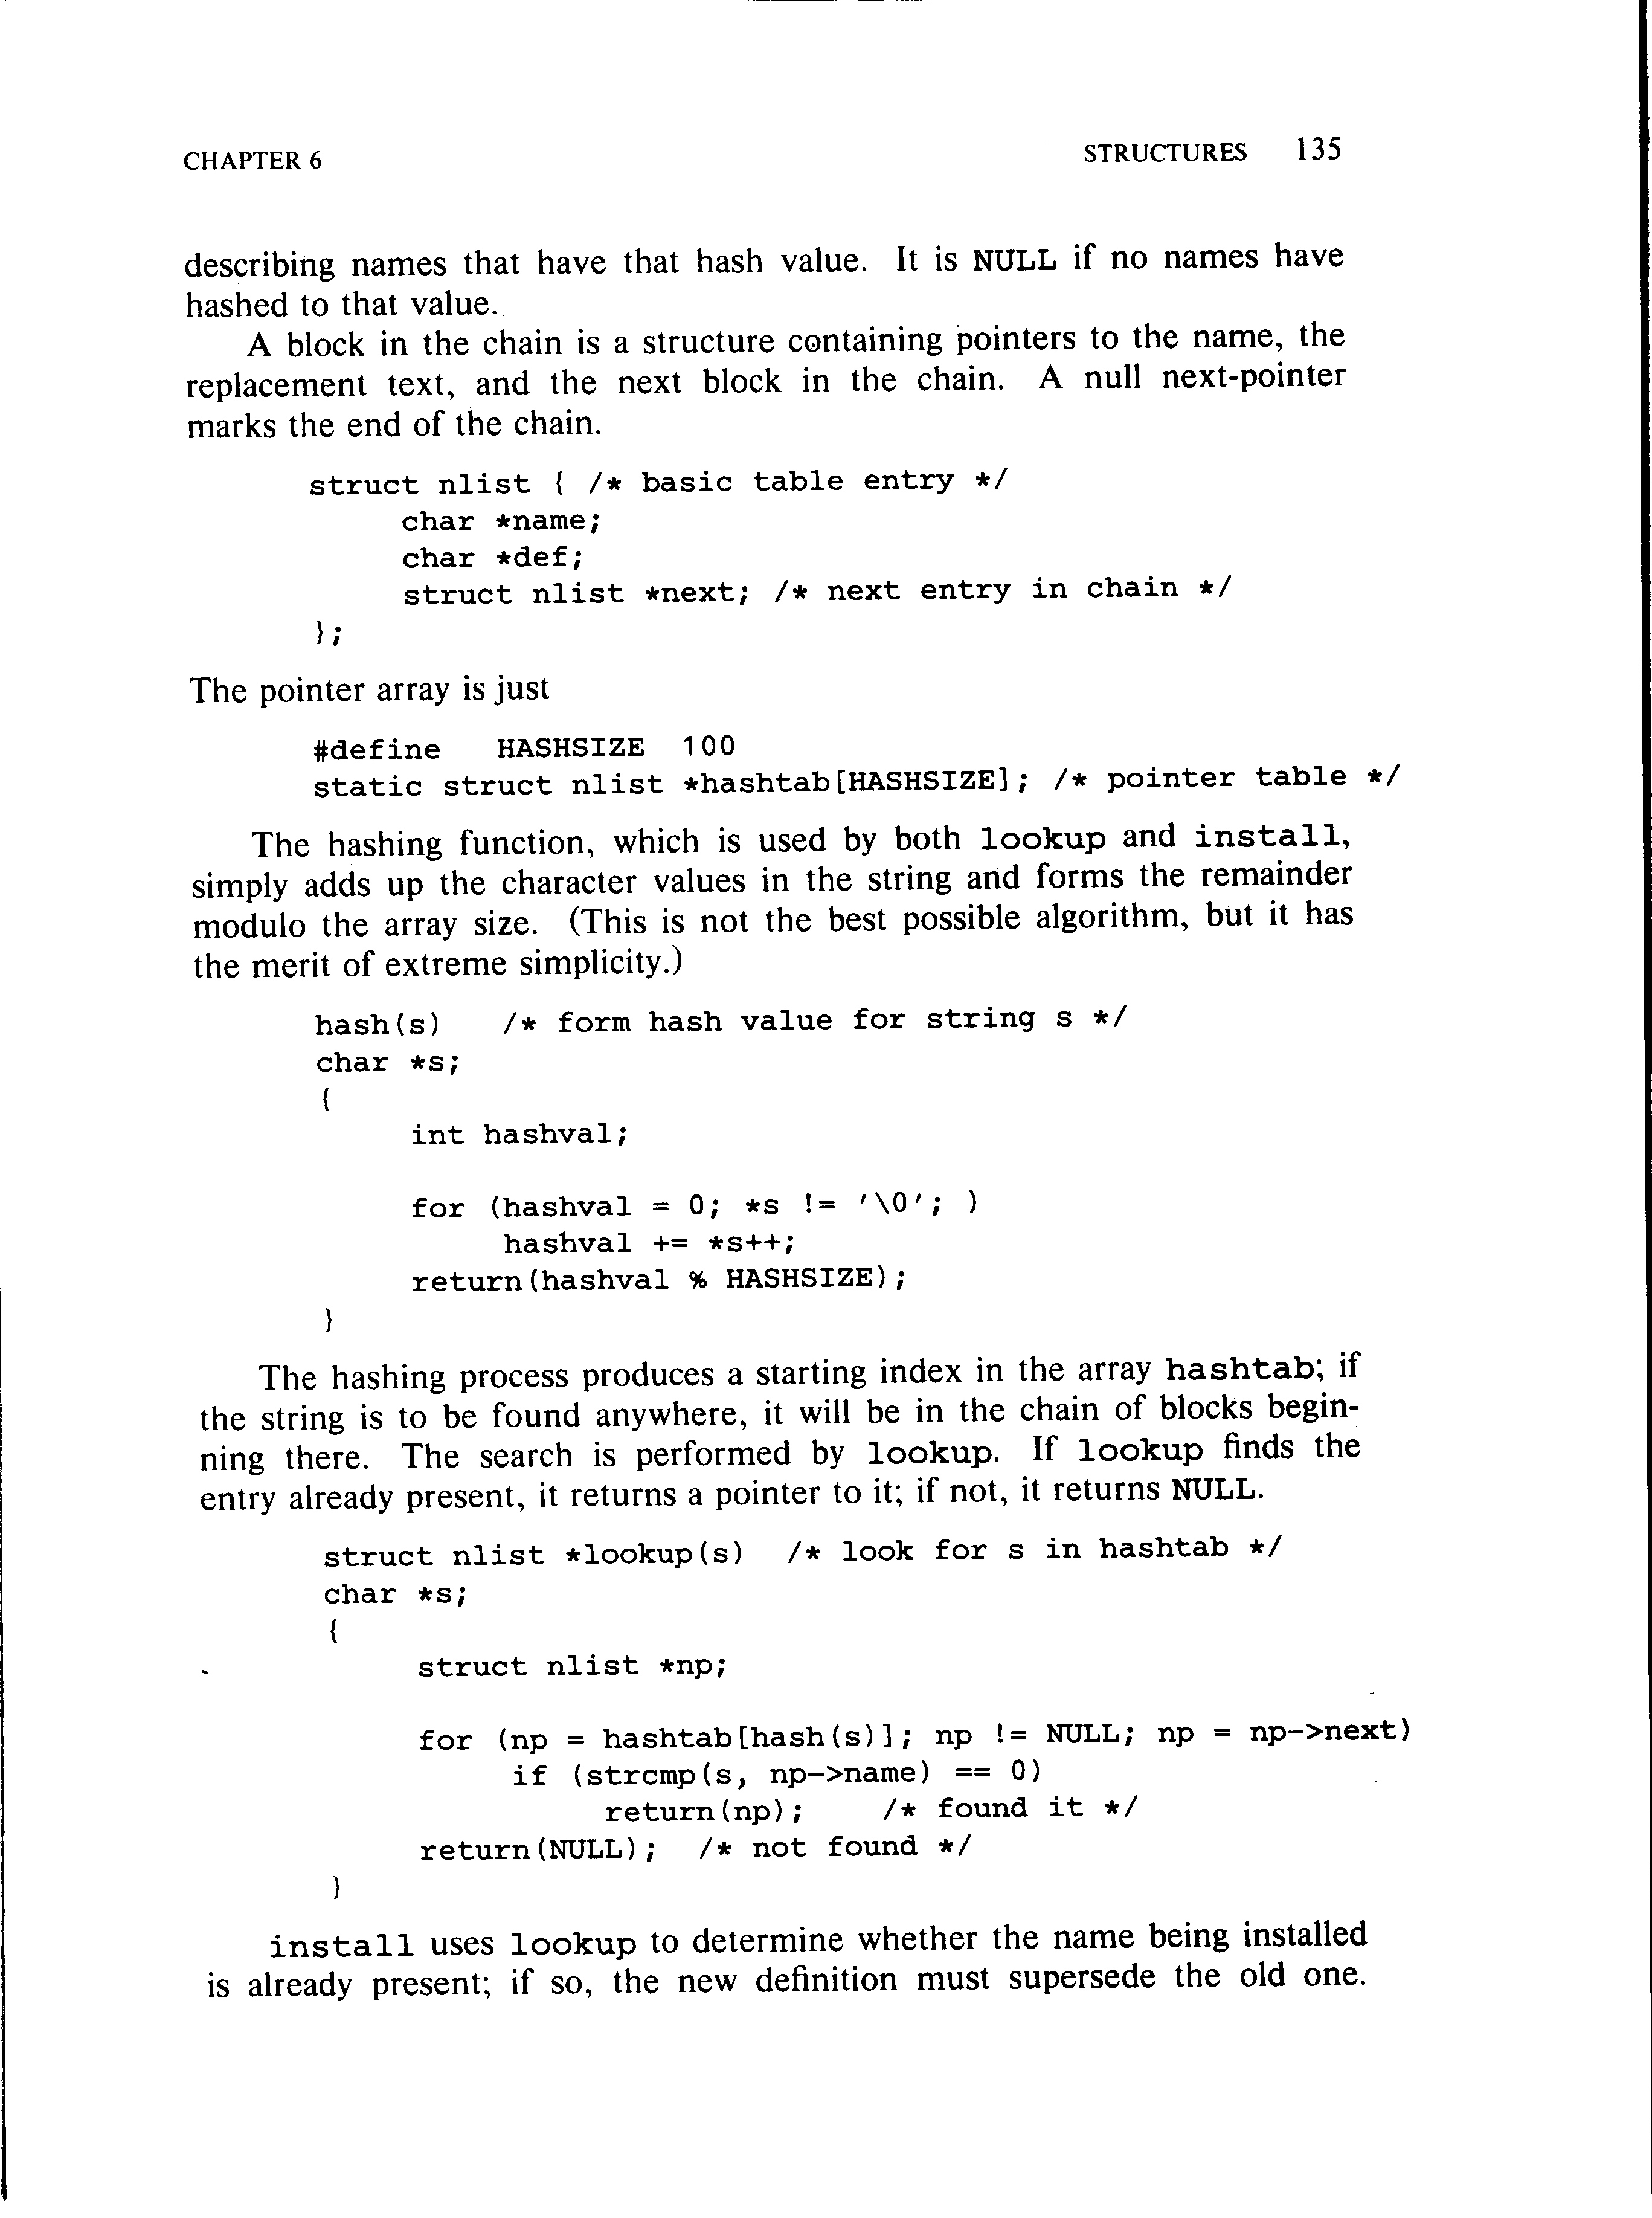 CHAPTER 6 STRUCTURES 135
describing names that have that hash value. It is NULL if no names have
hashed to that value.
A block in the chain is a structure containing pointers to the name, the
replacement text, and the next block in the chain. A null next-pointer
marks the end of the chain.
struct nlist { /* basic table entry */
char *name;
char *def;
struct nlist *next; /* next entry in chain */
};
The pointer array is just
#define HASHSIZE 100
static struct nlist *hashtab[HASHSIZE]; /* pointer table */
The hashing function, which is used by both lookup and install,
simply adds up the character values in the string and forms the remainder
modulo the array size. (This is not the best possible algorithm, but it has
the merit of extreme simplicity.)
hash(s) /* form hash value for string s */
char *s;
{
int hashval;
for (hashval = 0; *s != '\0'; )
hashval += *s++;
return(hashval % HASHSIZE);
}
The hashing process produces a starting index in the array hashtab; if
the string is to be found anywhere, it will be in the chain of blocks begin-
ning there. The search is performed by lookup. If lookup finds the
entry already present, it returns a pointer to it; if not, it returns NULL.
struct nlist *lookup(s) /* look for s in hashtab */
char *s;
{
struct nlist *np;
for (np = hashtab[hash(s)]; np != NULL; np = np->next)
if (strcmp(s, np->name) == 0)
return(np); /* found it */
return(NULL); /* not found */
}
install uses lookup to determine whether the name being installed
is already present; if so, the new definition must supersede the old one.